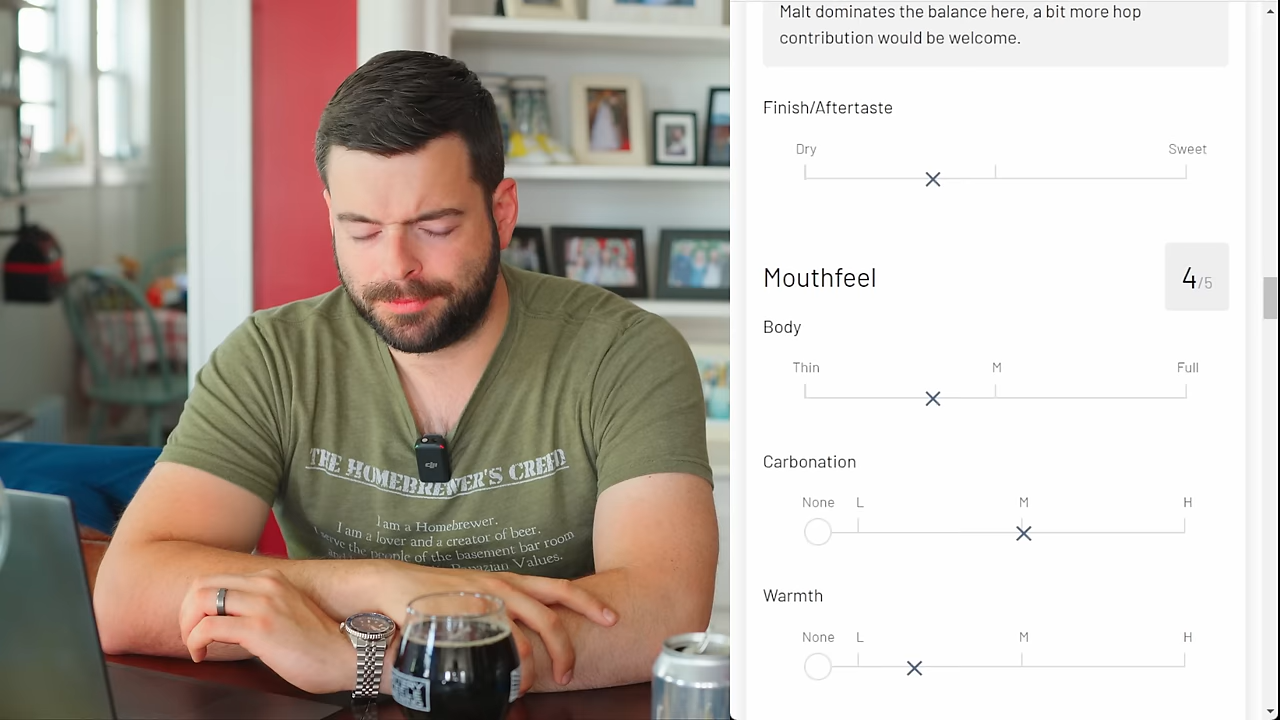 THE HOMEBREWER'S CREED
I am a Homebrewer.
I am a lover and a creator of beer.
I serve the people of the basement bar room
Values.
Malt dominates the balance here, a bit more hop
contribution would be welcome.
Finish/Aftertaste
Dry Sweet
Mouthfeel 4/5
Body
Thin M Full
Carbonation
None L M H
Warmth
None L M H